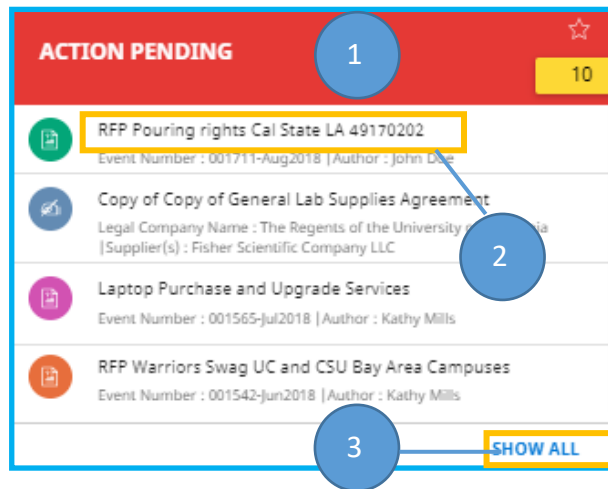 ACTION PENDING
1
10
RFP Pouring rights Cal State LA 49170202
Event Number : 001711-Aug2018 |Author : John Doe
Copy of Copy of General Lab Supplies Agreement
Legal Company Name : The Regents of the University
|Supplier(s) : Fisher Scientific Company LLC
2
Laptop Purchase and Upgrade Services
Event Number : 001565-Jul2018 |Author : Kathy Mills
RFP Warriors Swag UC and CSU Bay Area Campuses
Event Number : 001542-Jun2018 |Author : Kathy Mills
3
SHOW ALL